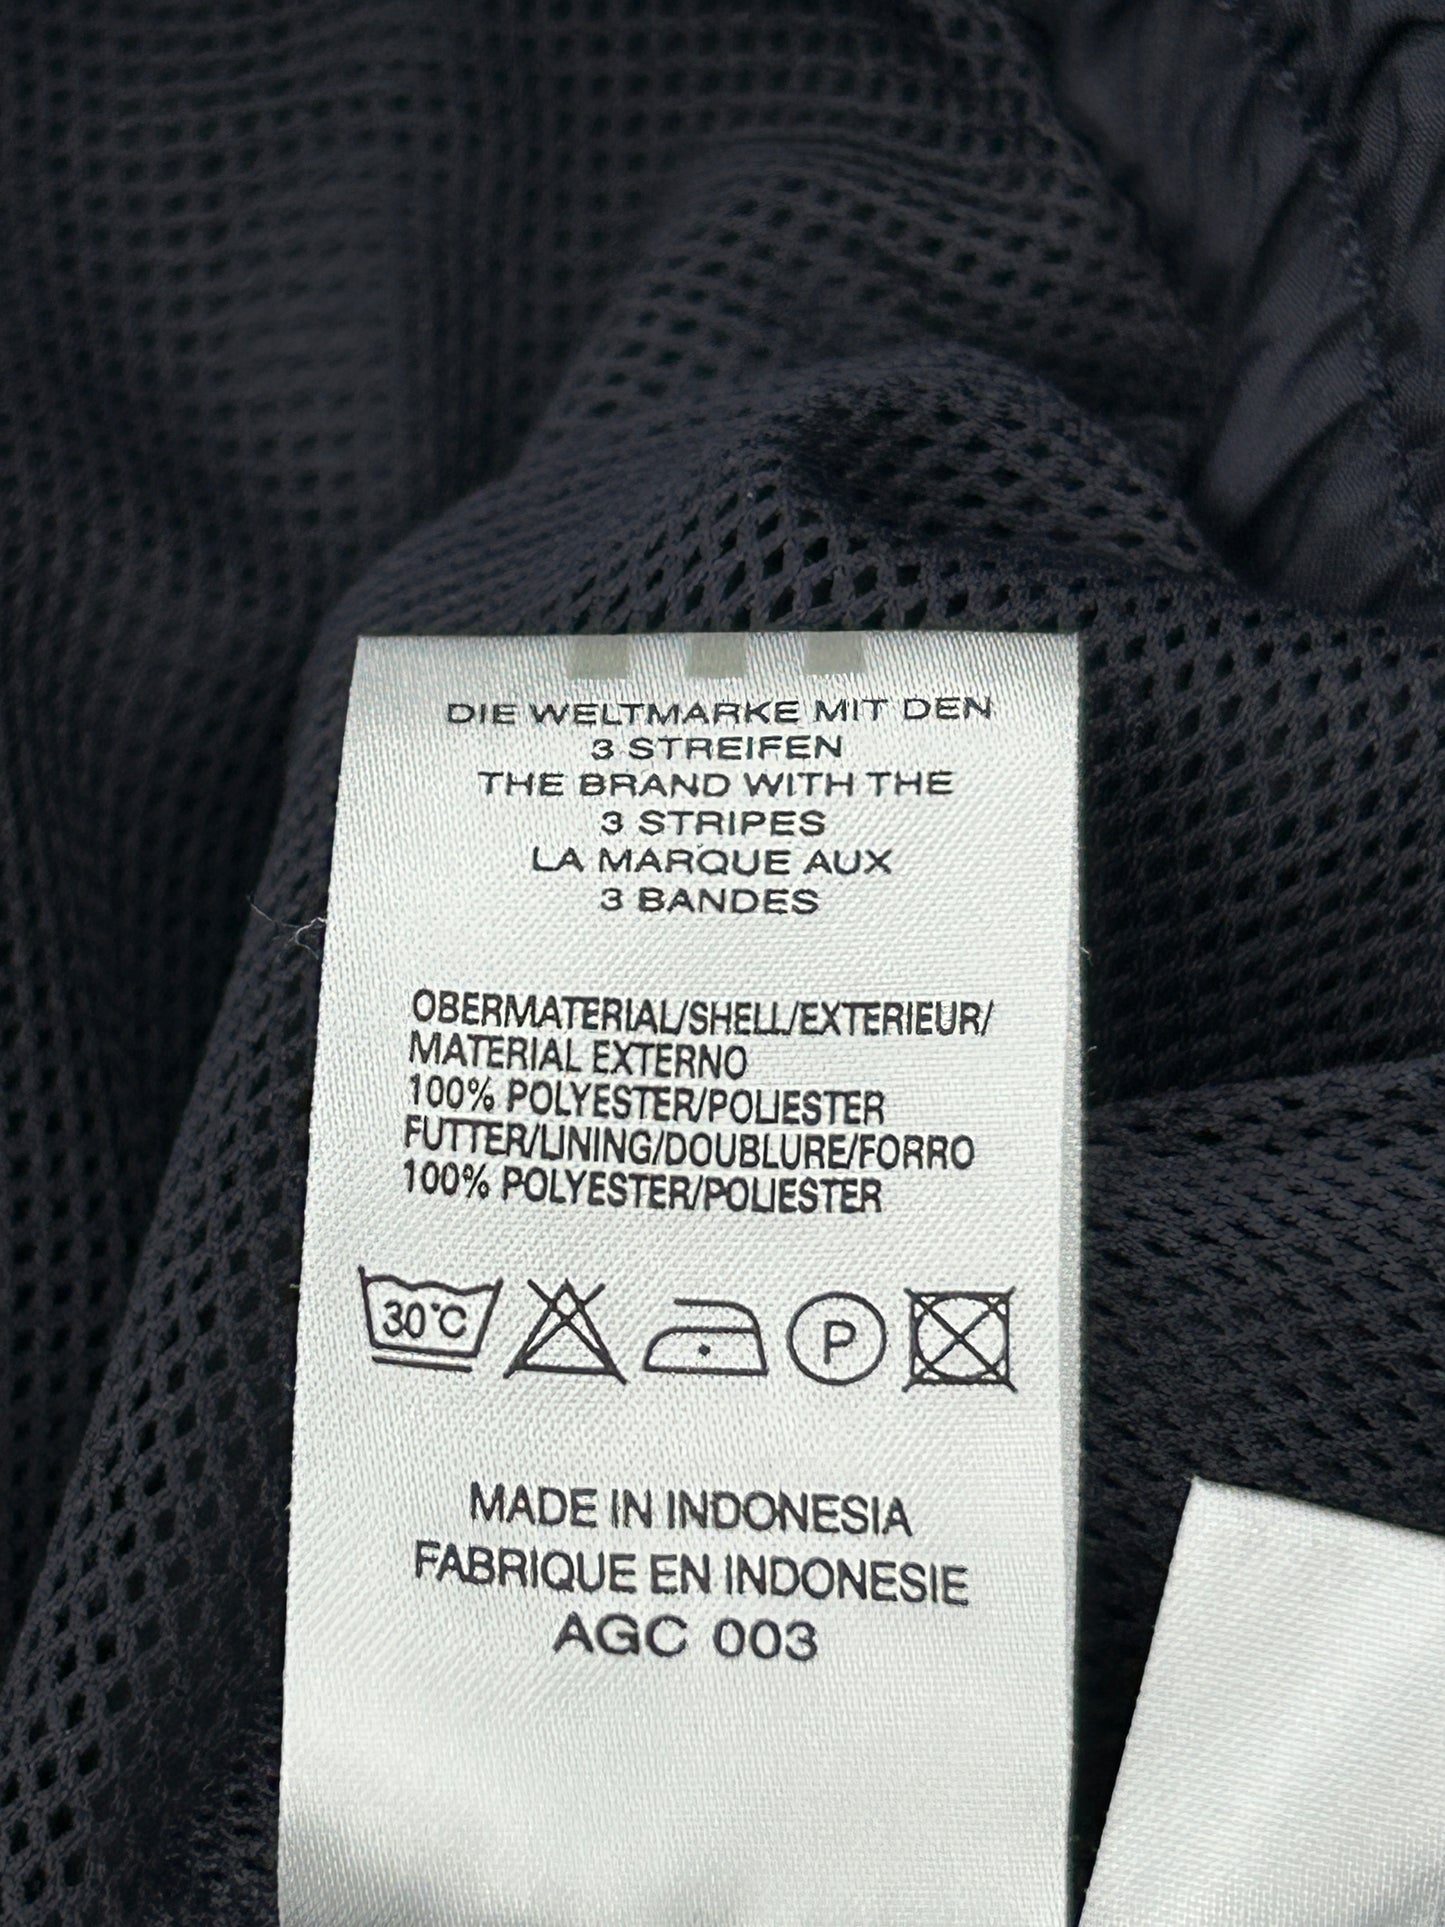 DIE WELTMARKE MIT DEN
3 STREIFEN
THE BRAND WITH THE
3 STRIPES
LA MARQUE AUX
3 BANDES
OBERMATERIAL/SHELL/EXTERIEUR/
MATERIAL EXTERNO
100% POLYESTER/POLIESTER
FUTTER/LINING/DOUBLURE/FORRO
100% POLYESTER/POLIESTER
30°C P
MADE IN INDONESIA
FABRIQUE EN INDONESIE
AGC 003